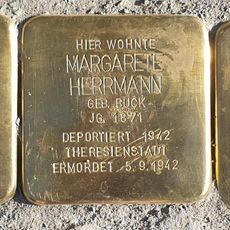 HIER WOHNTE
MARGARETE
HERRMANN
GEB. BUCK
JG. 1871
DEPORTIERT 1942
THERESIENSTADT
ERMORDET 5.9.1942